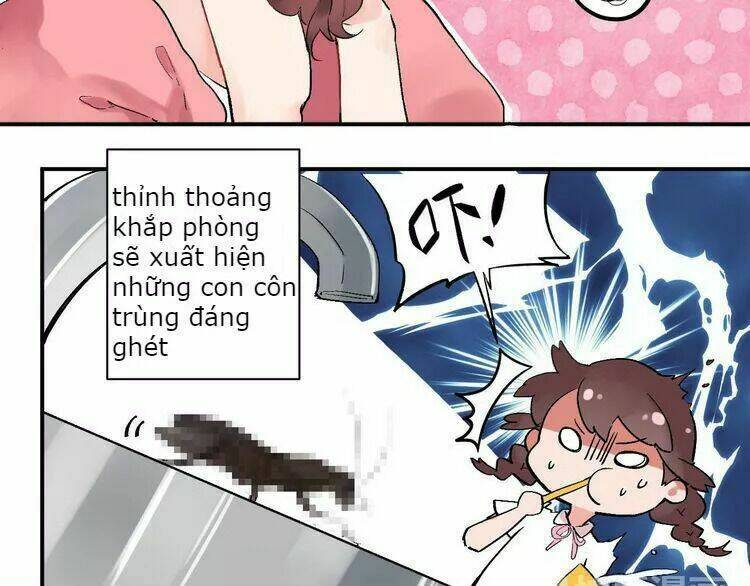 thỉnh thoảng
khắp phòng
sẽ xuất hiện
những con côn
trùng đáng
ghét
吓!